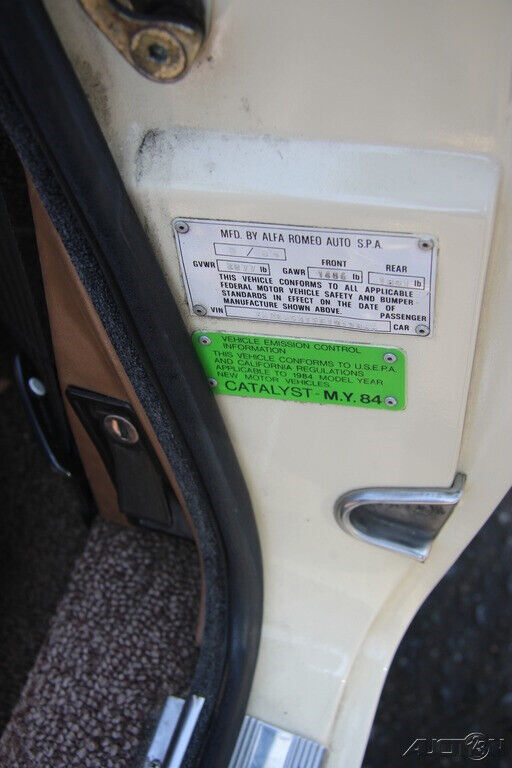 MFD. BY ALFA ROMEO AUTO S.P.A.
FRONT REAR
GVWR lb GAWR lb lb
THIS VEHICLE CONFORMS TO ALL APPLICABLE
FEDERAL MOTOR VEHICLE SAFETY AND BUMPER
STANDARDS IN EFFECT ON THE DATE OF
MANUFACTURE SHOWN ABOVE. PASSENGER
VIN CAR
VEHICLE EMISSION CONTROL
INFORMATION
THIS VEHICLE CONFORMS TO U.S.E.P.A.
AND CALIFORNIA REGULATIONS
APPLICABLE TO 1984 MODEL YEAR
NEW MOTOR VEHICLES.
CATALYST - M.Y. 84
AUCTION 123